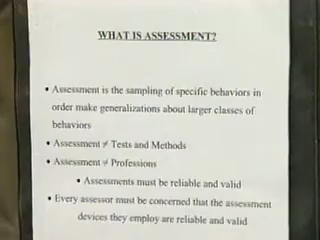 WHAT IS ASSESSMENT?
• Assessment is the sampling of specific behaviors in
order make generalizations about larger classes of
behaviors
• Assessment ≠ Tests and Methods
• Assessment ≠ Professions
• Assessments must be reliable and valid
• Every assessor must be concerned that the assessment
devices they employ are reliable and valid